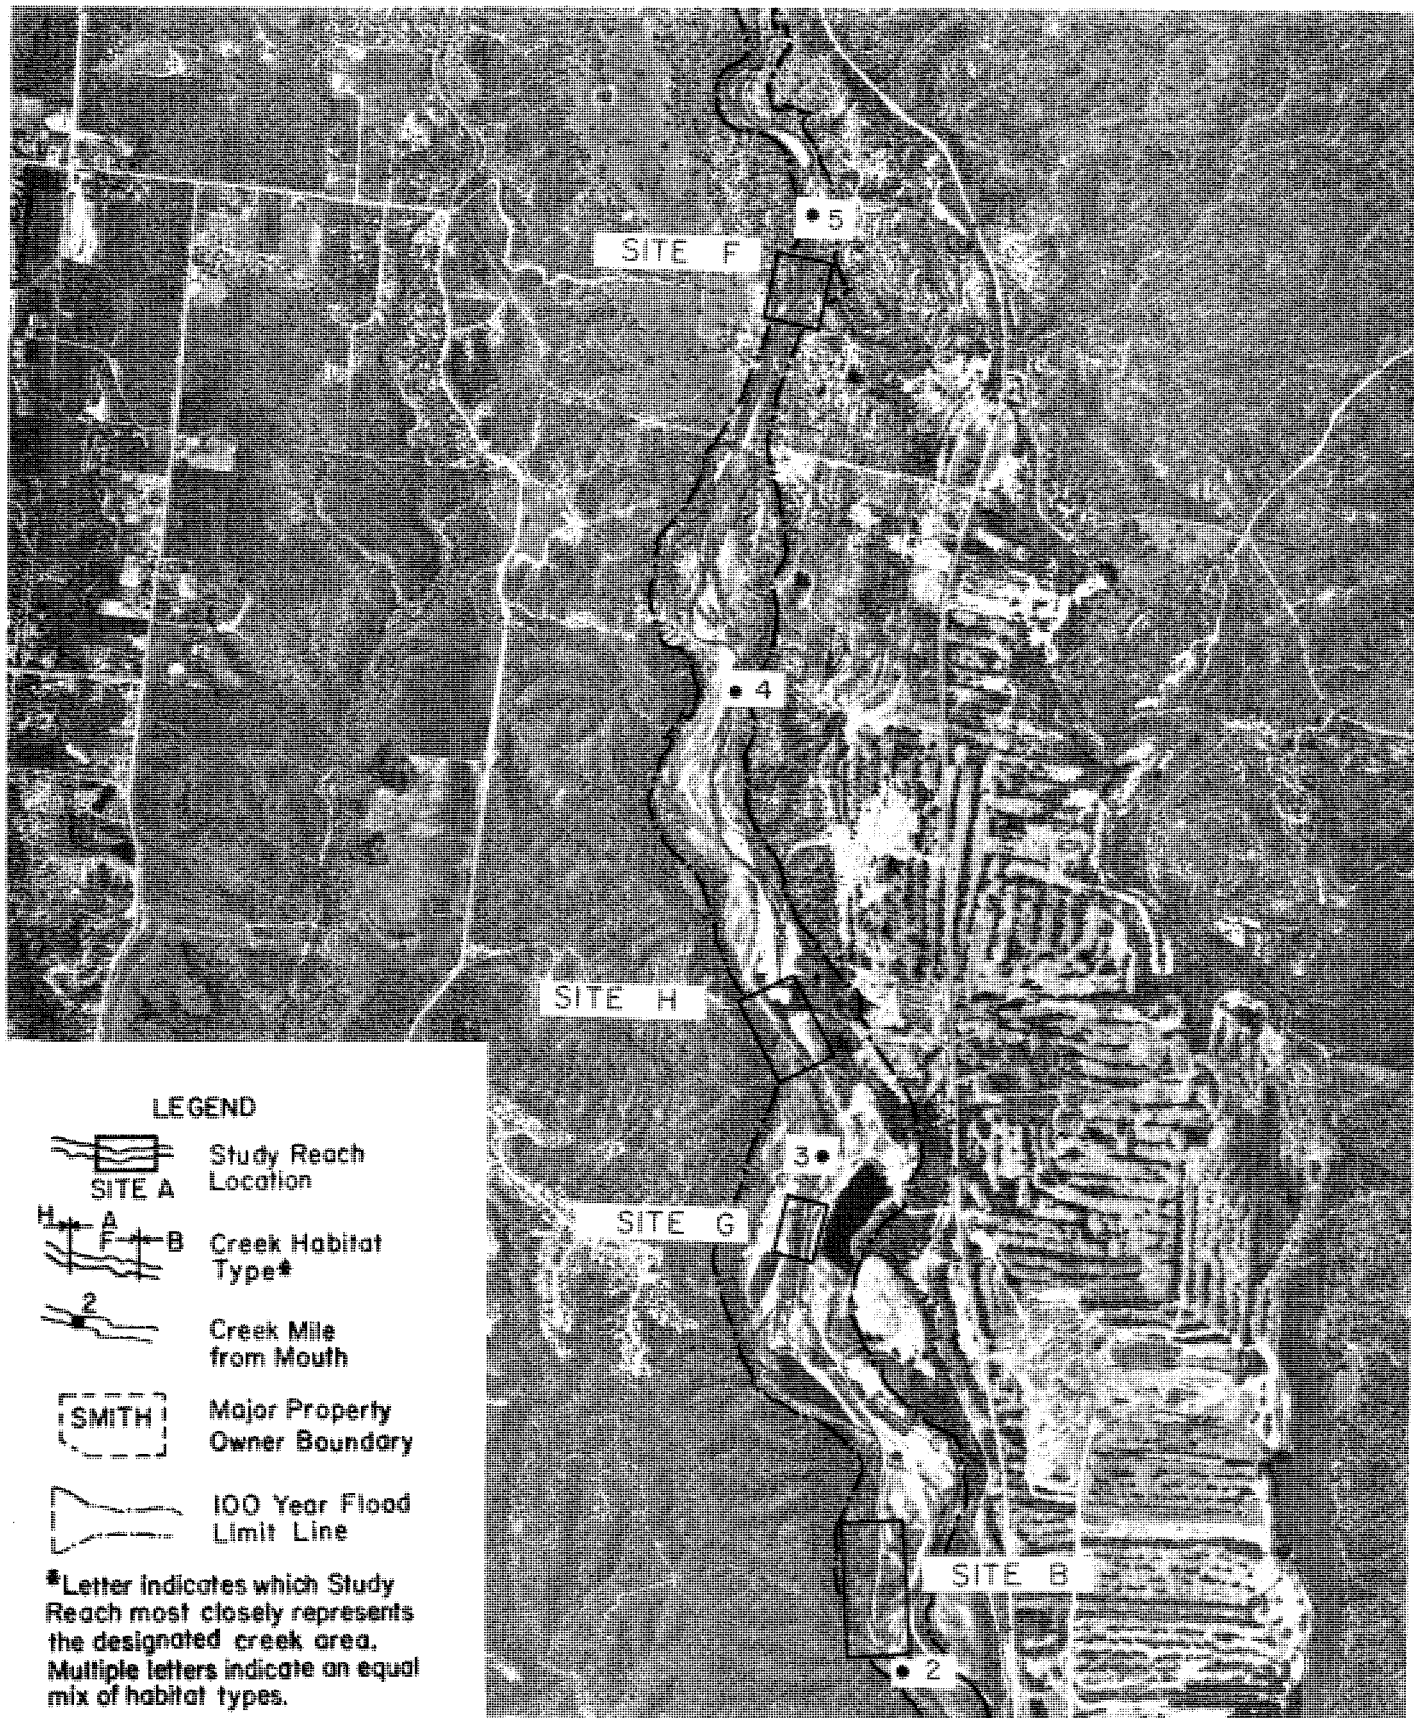 5
SITE F
4
SITE H
3
SITE G
SITE B
2
LEGEND
Study Reach
Location
SITE A
H A
F B
Creek Habitat
Type*
2
Creek Mile
from Mouth
SMITH
Major Property
Owner Boundary
100 Year Flood
Limit Line
*Letter indicates which Study
Reach most closely represents
the designated creek area.
Multiple letters indicate an equal
mix of habitat types.